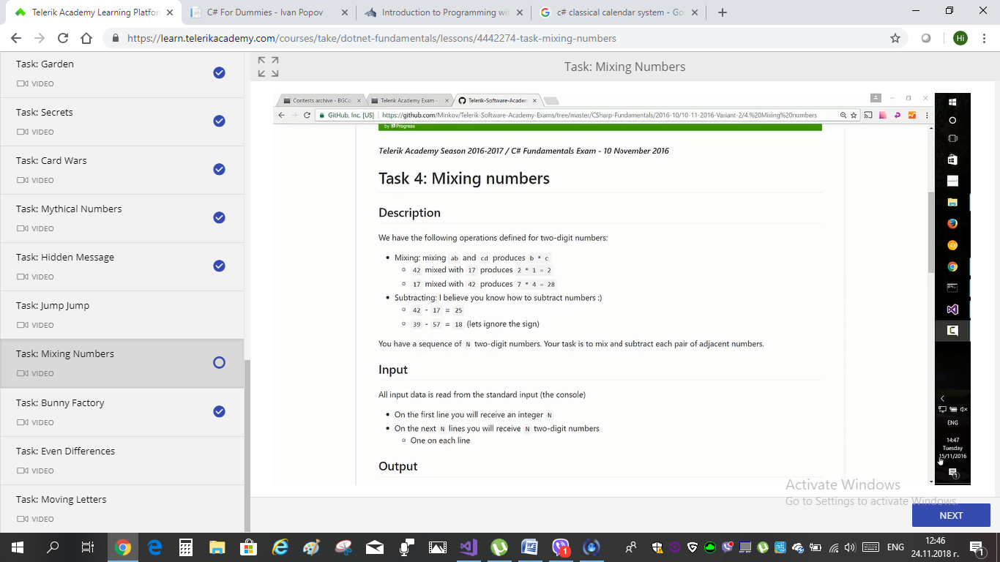 Telerik Academy Learning Platfor
C# For Dummies - Ivan Popov
Introduction to Programming wit
c# classical calendar system - Go
https://learn.telerikacademy.com/courses/take/dotnet-fundamentals/lessons/4442274-task-mixing-numbers
Hi
Task: Garden
VIDEO
Task: Secrets
VIDEO
Task: Card Wars
VIDEO
Task: Mythical Numbers
VIDEO
Task: Hidden Message
VIDEO
Task: Jump Jump
VIDEO
Task: Mixing Numbers
VIDEO
Task: Bunny Factory
VIDEO
Task: Even Differences
VIDEO
Task: Moving Letters
VIDEO
Task: Mixing Numbers
Contests archive - BGCo
Telerik Academy Exam -
Telerik-Software-Academ
GitHub, Inc. [US]
https://github.com/Minkov/Telerik-Software-Academy-Exams/tree/master/CSharp-Fundamentals/2016-10/10-11-2016-Variant-2/4.%20Mixing%20numbers
by Progress
Telerik Academy Season 2016-2017 / C# Fundamentals Exam - 10 November 2016
Task 4: Mixing numbers
Description
We have the following operations defined for two-digit numbers:
• Mixing: mixing ab and cd produces b * c
◦ 42 mixed with 17 produces 2 * 1 = 2
◦ 17 mixed with 42 produces 7 * 4 = 28
• Subtracting: I believe you know how to subtract numbers :)
◦ 42 - 17 = 25
◦ 39 - 57 = 18 (lets ignore the sign)
You have a sequence of N two-digit numbers. Your task is to mix and subtract each pair of adjacent numbers.
Input
All input data is read from the standard input (the console)
• On the first line you will receive an integer N
• On the next N lines you will receive N two-digit numbers
◦ One on each line
Output
ENG
14:47
Tuesday
15/11/2016
1
Activate Windows
Go to Settings to activate Windows.
NEXT
1
ENG
12:46
24.11.2018 г.
1